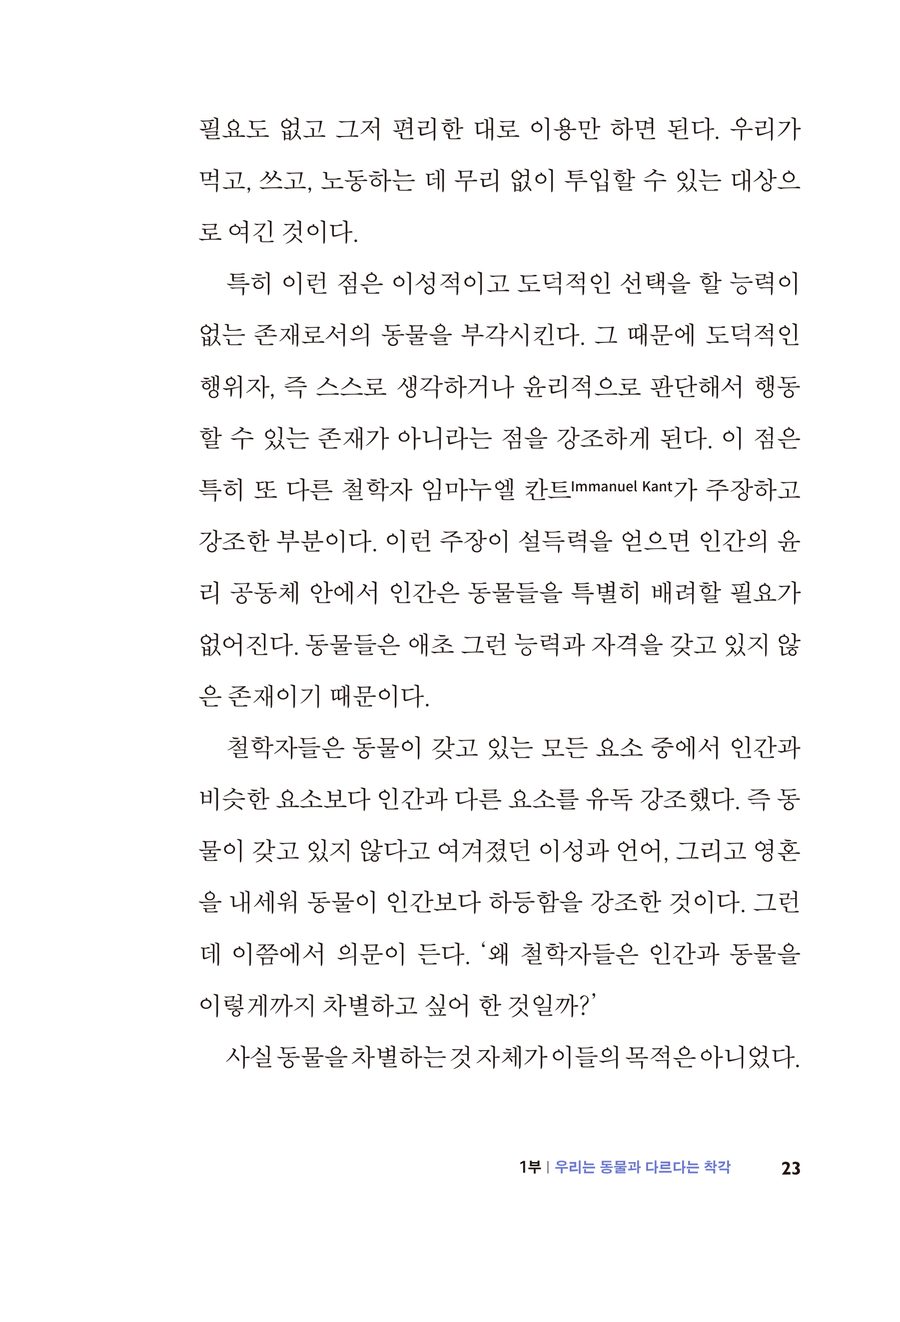 필요도 없고 그저 편리한 대로 이용만 하면 된다. 우리가
먹고, 쓰고, 노동하는 데 무리 없이 투입할 수 있는 대상으
로 여긴 것이다.
특히 이런 점은 이성적이고 도덕적인 선택을 할 능력이
없는 존재로서의 동물을 부각시킨다. 그 때문에 도덕적인
행위자, 즉 스스로 생각하거나 윤리적으로 판단해서 행동
할 수 있는 존재가 아니라는 점을 강조하게 된다. 이 점은
특히 또 다른 철학자 임마누엘 칸트Immanuel Kant가 주장하고
강조한 부분이다. 이런 주장이 설득력을 얻으면 인간의 윤
리 공동체 안에서 인간은 동물들을 특별히 배려할 필요가
없어진다. 동물들은 애초 그런 능력과 자격을 갖고 있지 않
은 존재이기 때문이다.
철학자들은 동물이 갖고 있는 모든 요소 중에서 인간과
비슷한 요소보다 인간과 다른 요소를 유독 강조했다. 즉 동
물이 갖고 있지 않다고 여겨졌던 이성과 언어, 그리고 영혼
을 내세워 동물이 인간보다 하등함을 강조한 것이다. 그런
데 이쯤에서 의문이 든다. ‘왜 철학자들은 인간과 동물을
이렇게까지 차별하고 싶어 한 것일까?’
사실 동물을 차별하는 것 자체가 이들의 목적은 아니었다.
1부 | 우리는 동물과 다르다는 착각 23